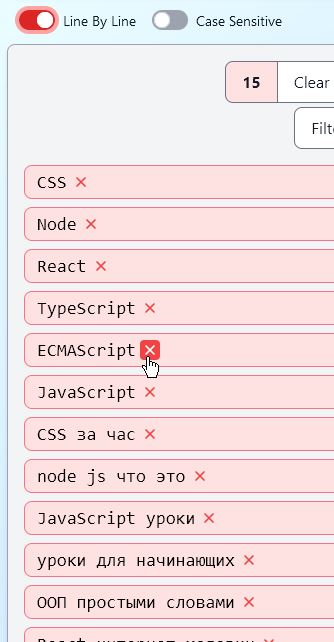 Line By Line Case Sensitive
15 Clear
Filt
CSS
Node
React
TypeScript
ECMAScript
JavaScript
CSS за час
node js что это
JavaScript уроки
уроки для начинающих
ООП простыми словами